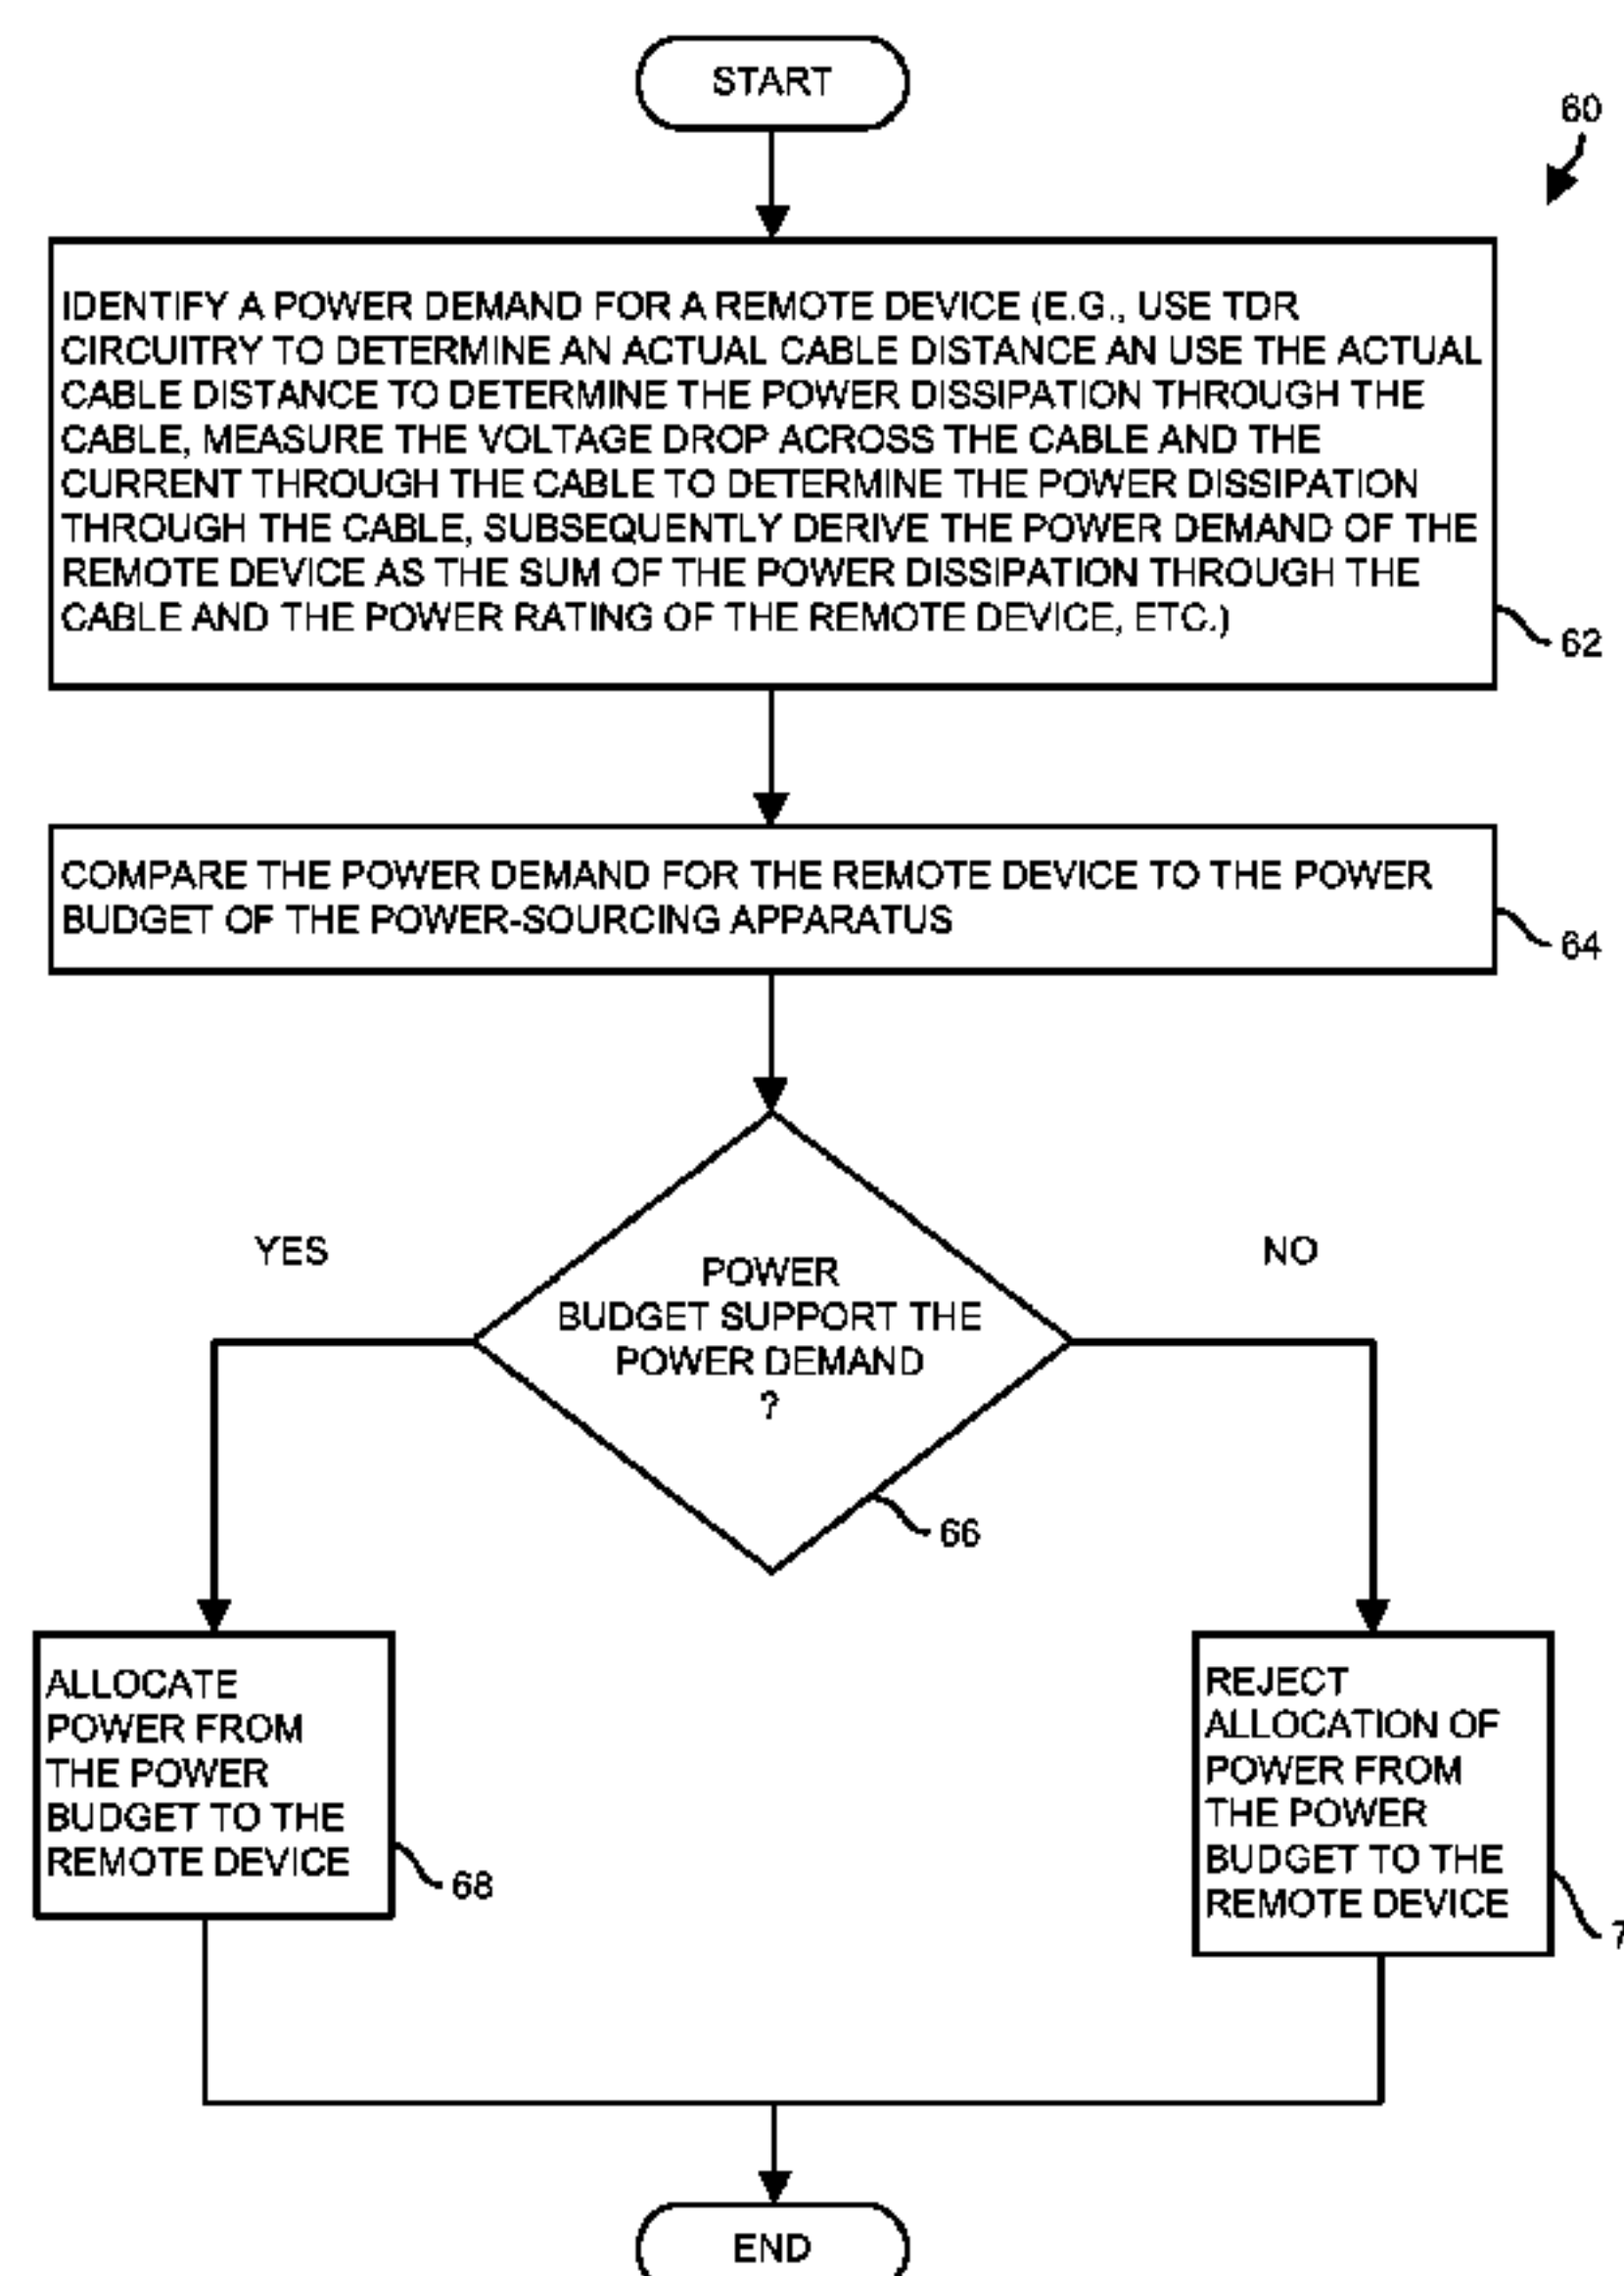 START
60
IDENTIFY A POWER DEMAND FOR A REMOTE DEVICE (E.G., USE TDR
CIRCUITRY TO DETERMINE AN ACTUAL CABLE DISTANCE AN USE THE ACTUAL
CABLE DISTANCE TO DETERMINE THE POWER DISSIPATION THROUGH THE
CABLE, MEASURE THE VOLTAGE DROP ACROSS THE CABLE AND THE
CURRENT THROUGH THE CABLE TO DETERMINE THE POWER DISSIPATION
THROUGH THE CABLE, SUBSEQUENTLY DERIVE THE POWER DEMAND OF THE
REMOTE DEVICE AS THE SUM OF THE POWER DISSIPATION THROUGH THE
CABLE AND THE POWER RATING OF THE REMOTE DEVICE, ETC.)
62
COMPARE THE POWER DEMAND FOR THE REMOTE DEVICE TO THE POWER
BUDGET OF THE POWER-SOURCING APPARATUS
64
YES
NO
POWER
BUDGET SUPPORT THE
POWER DEMAND
?
66
ALLOCATE
POWER FROM
THE POWER
BUDGET TO THE
REMOTE DEVICE
68
REJECT
ALLOCATION OF
POWER FROM
THE POWER
BUDGET TO THE
REMOTE DEVICE
END